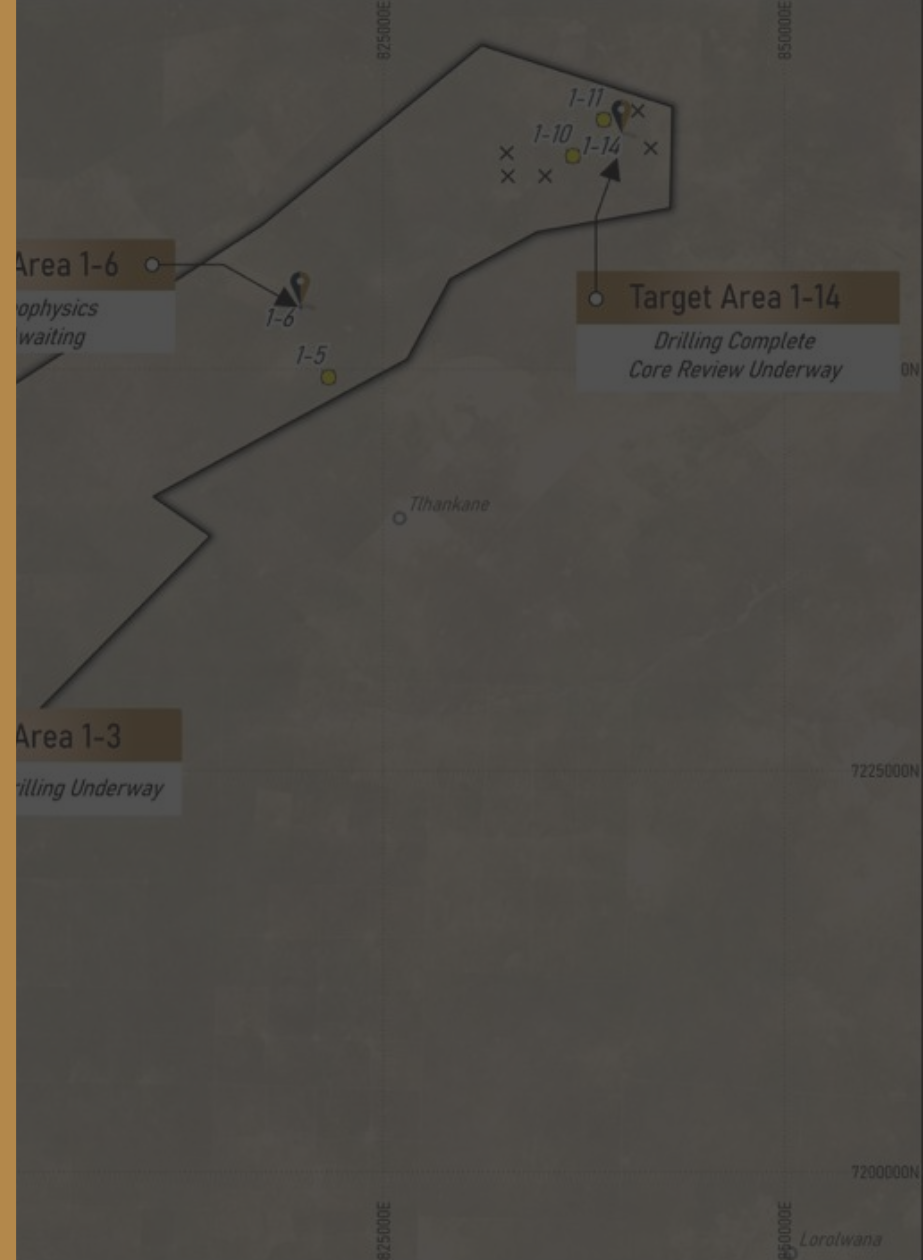 825000E
850000E
1-11
1-10
1-14
Area 1-6
ophysics
waiting
1-6
1-5
Target Area 1-14
Drilling Complete
Core Review Underway
0N
Tlhankane
Area 1-3
rilling Underway
7225000N
7200000N
825000E
850000E
Lorolwana